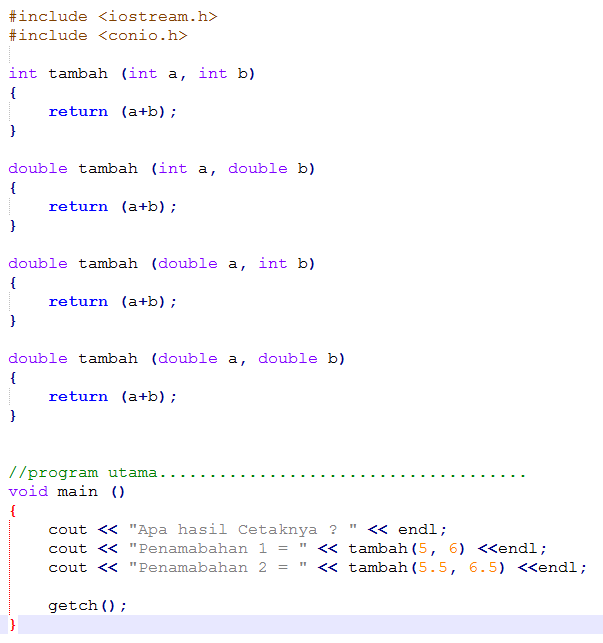 #include <iostream.h>
#include <conio.h>
int tambah (int a, int b)
{
return (a+b);
}
double tambah (int a, double b)
{
return (a+b);
}
double tambah (double a, int b)
{
return (a+b);
}
double tambah (double a, double b)
{
return (a+b);
}
//program utama.....................................
void main ()
{
cout << "Apa hasil Cetaknya ? " << endl;
cout << "Penamabahan 1 = " << tambah(5, 6) <<endl;
cout << "Penamabahan 2 = " << tambah(5.5, 6.5) <<endl;
getch();
}